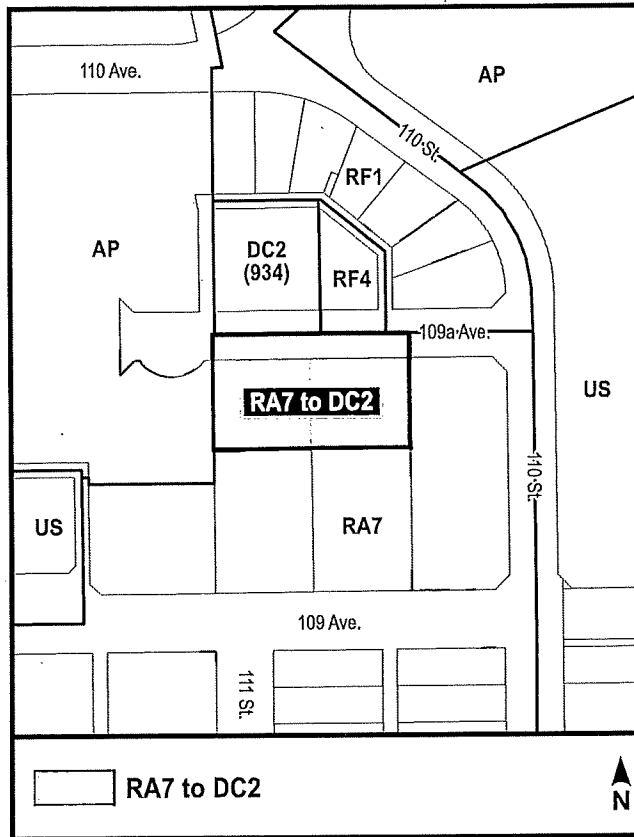 110 Ave.
AP
110 St.
RF1
AP
DC2
(934)
RF4
109a Ave.
US
RA7 to DC2
110 St.
US
RA7
109 Ave.
111 St.
RA7 to DC2
N